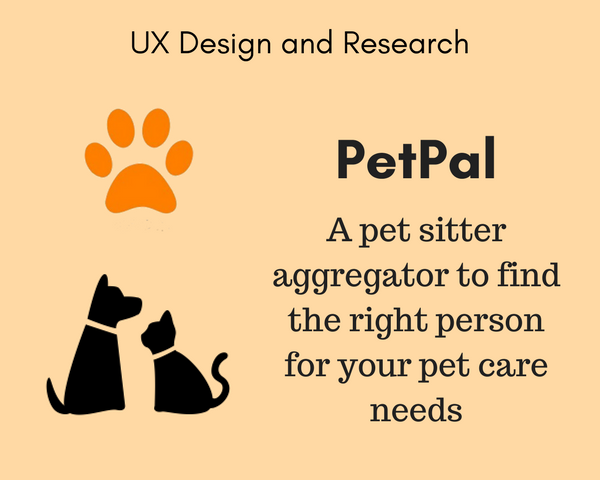 UX Design and Research
PetPal
A pet sitter
aggregator to find
the right person
for your pet care
needs